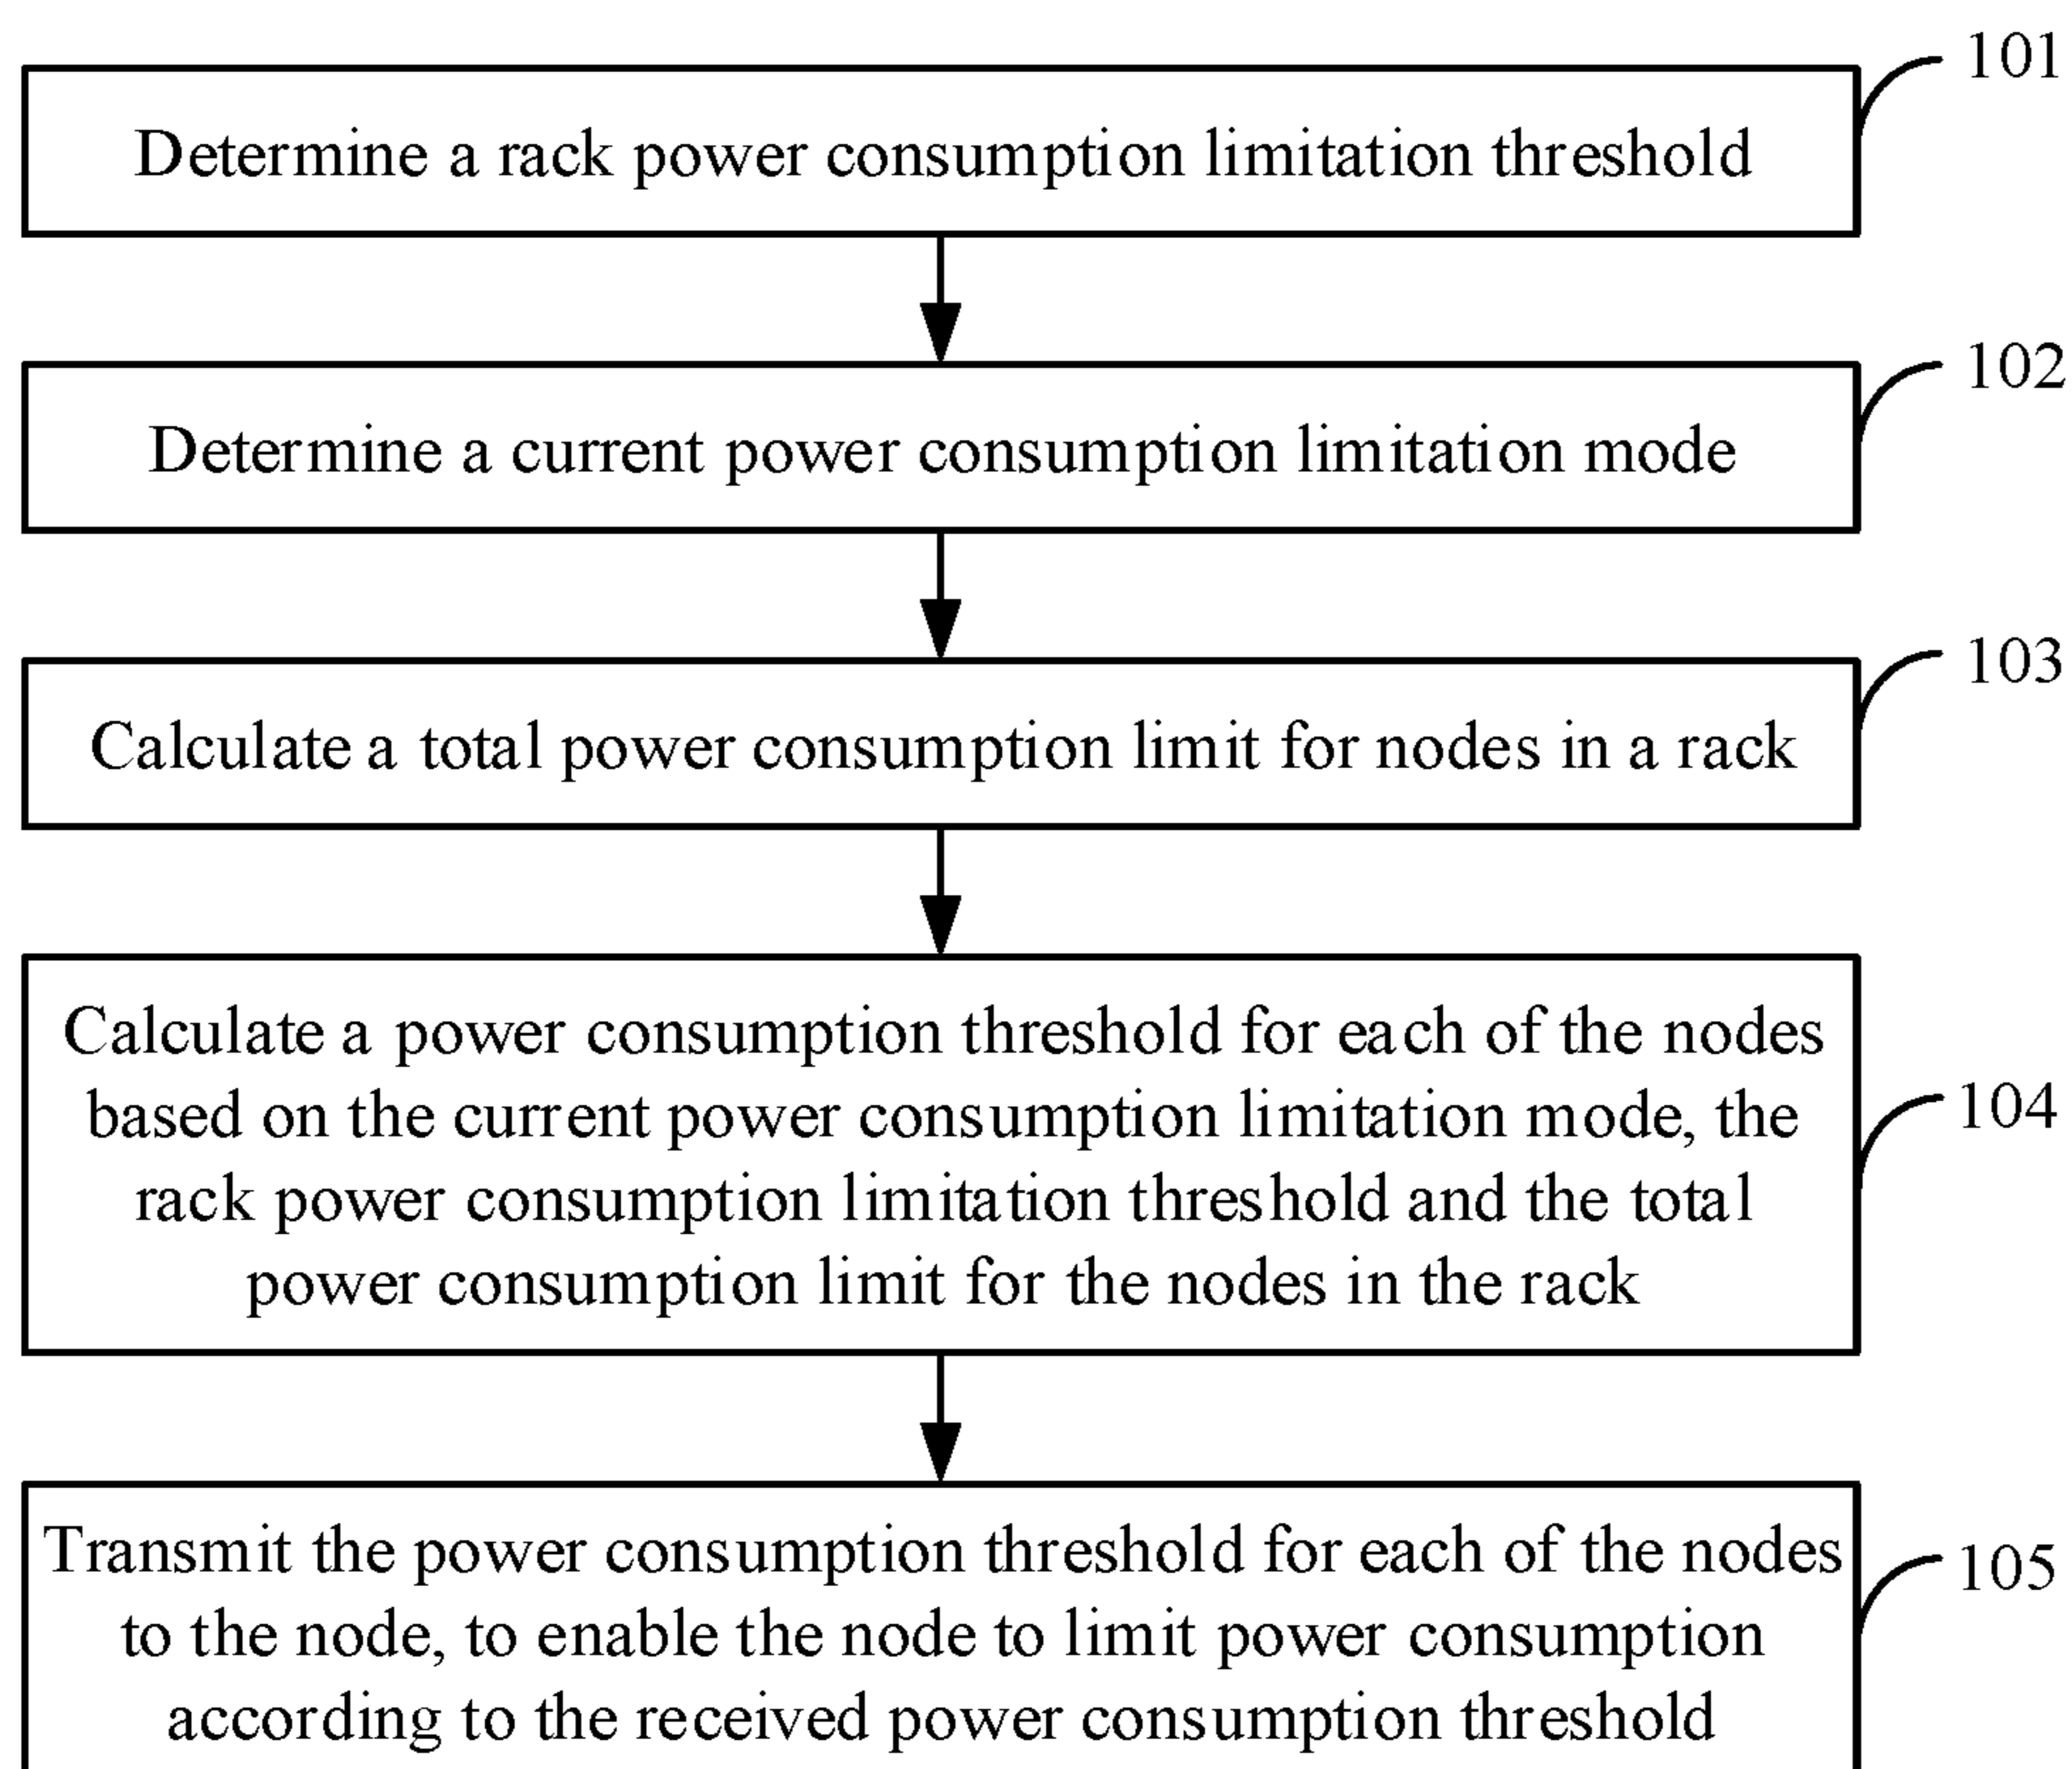 101
Determine a rack power consumption limitation threshold
102
Determine a current power consumption limitation mode
103
Calculate a total power consumption limit for nodes in a rack
Calculate a power consumption threshold for each of the nodes
based on the current power consumption limitation mode, the
104
rack power consumption limitation threshold and the total
power consumption limit for the nodes in the rack
Transmit the power consumption threshold for each of the nodes
105
to the node, to enable the node to limit power consumption
according to the received power consumption threshold